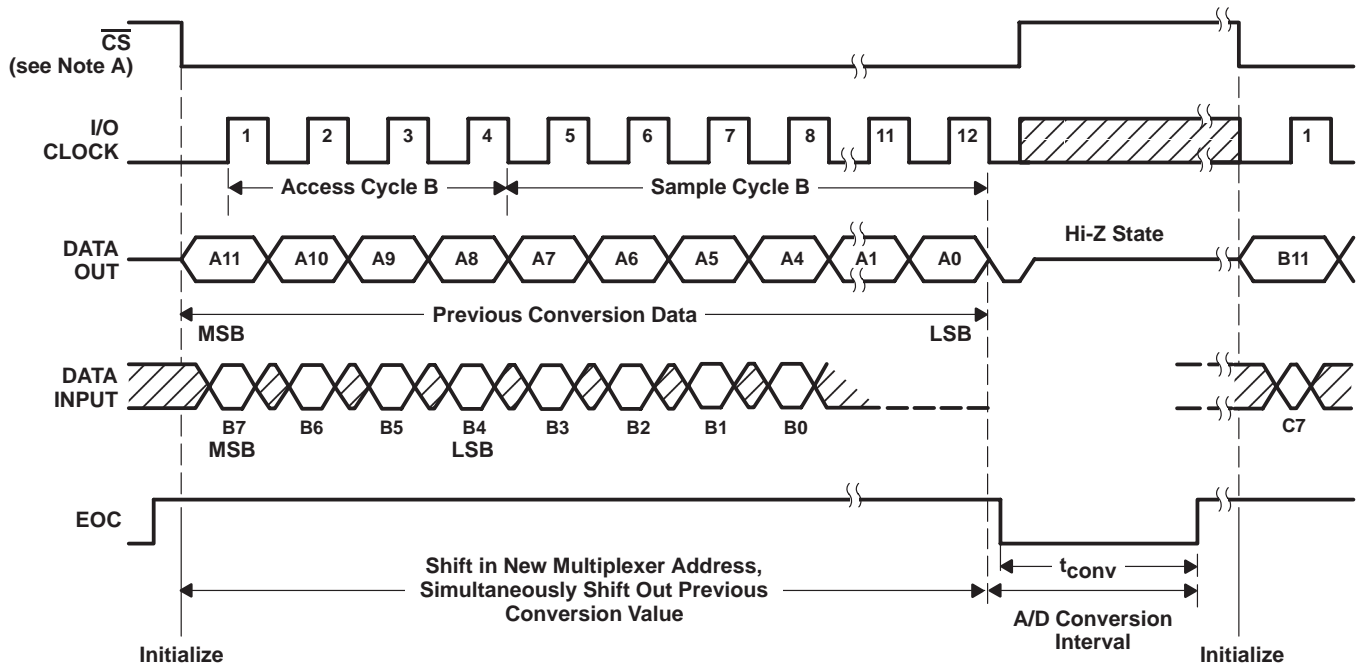 CS
(see Note A)
I/O
CLOCK
1 2 3 4 5 6 7 8 11 12 1
Access Cycle B Sample Cycle B
DATA
OUT
A11 A10 A9 A8 A7 A6 A5 A4 A1 A0 Hi-Z State B11
Previous Conversion Data
MSB LSB
DATA
INPUT
B7 B6 B5 B4 B3 B2 B1 B0 C7
MSB LSB
EOC
Shift in New Multiplexer Address,
Simultaneously Shift Out Previous
Conversion Value
tconv
A/D Conversion
Interval
Initialize Initialize